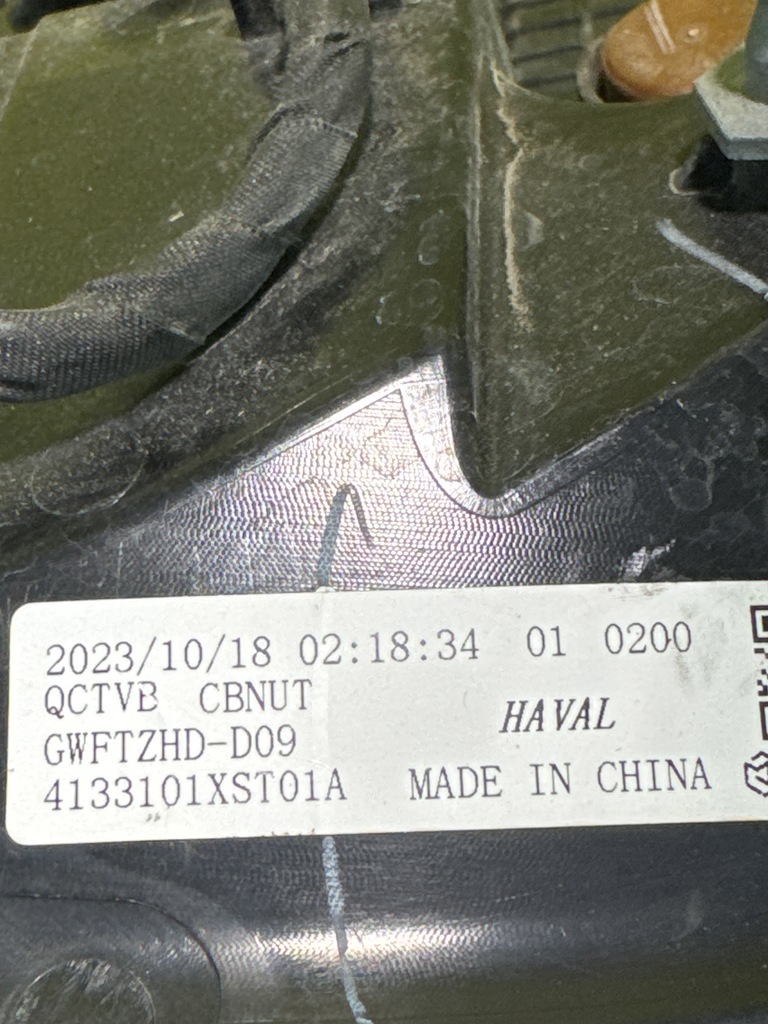 2023/10/18 02:18:34 01 0200
QCTVB CBNUT
HAVAL
GWFTZHD-D09
4133101XST01A MADE IN CHINA